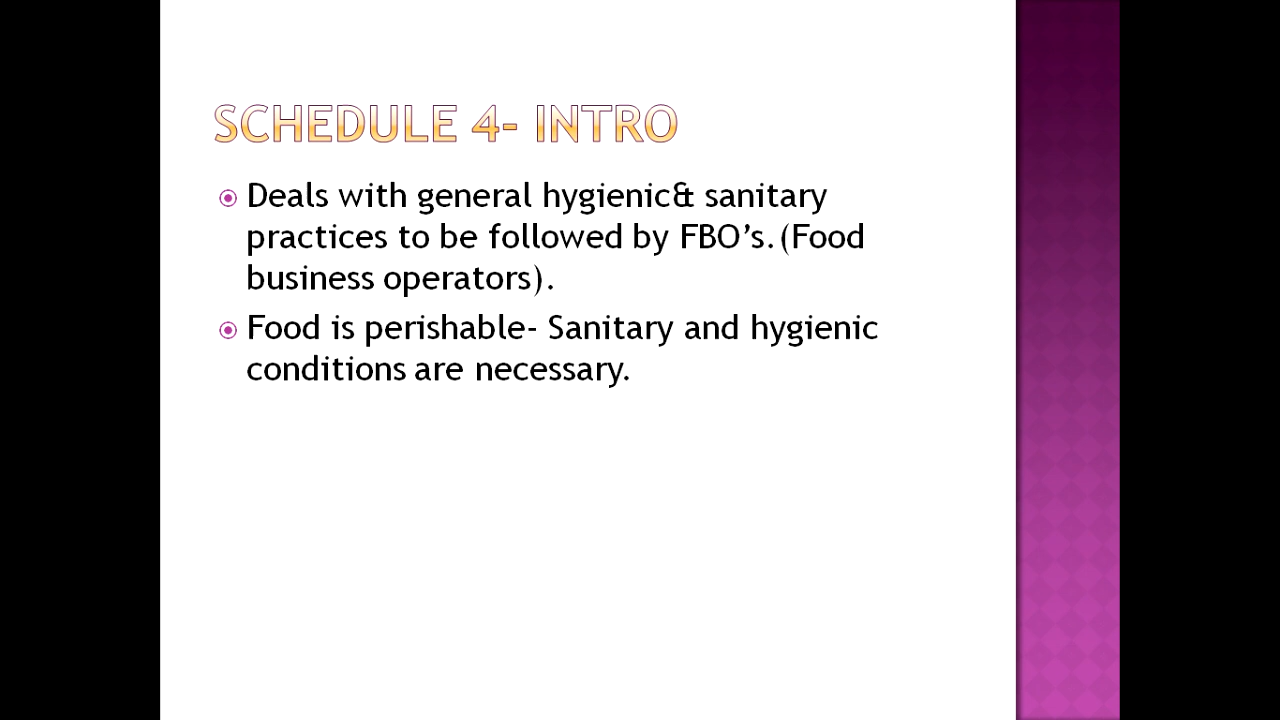 SCHEDULE 4- INTRO
Deals with general hygienic& sanitary
practices to be followed by FBO’s.(Food
business operators).
Food is perishable- Sanitary and hygienic
conditions are necessary.